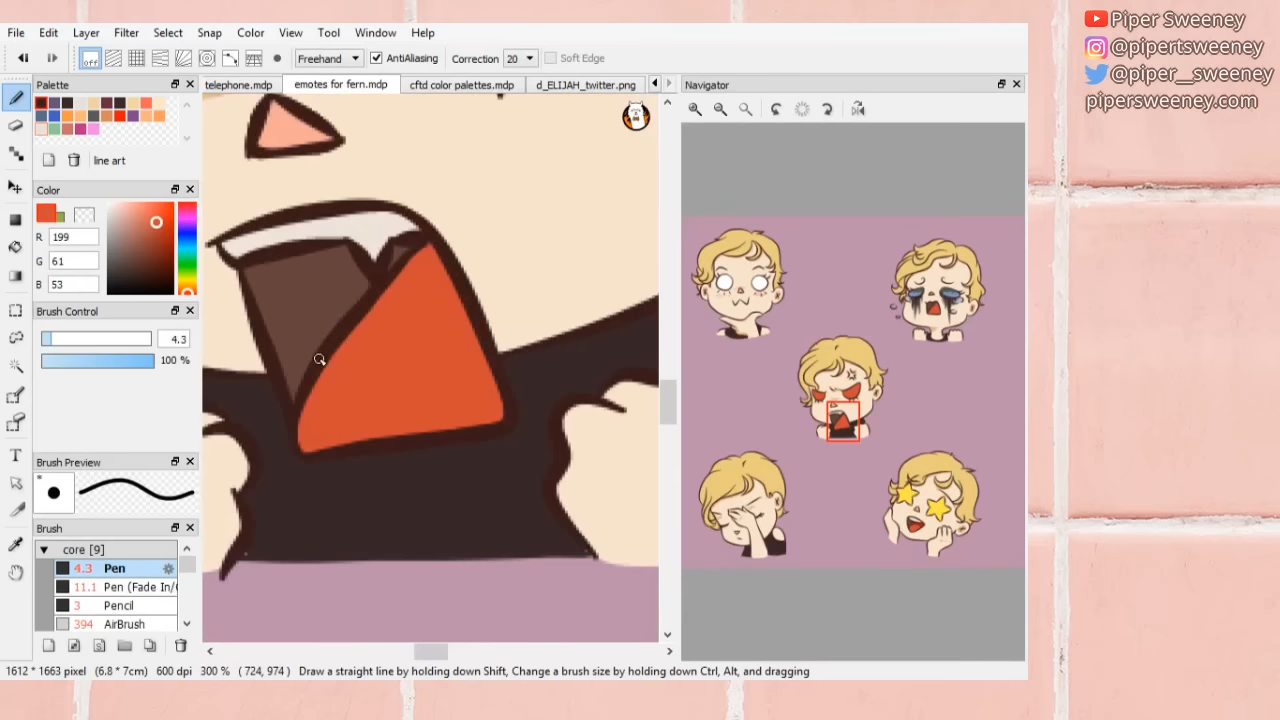 Piper Sweeney
@pipertsweeney
@piper__sweeney
pipersweeney.com
File Edit Layer Filter Select Snap Color View Tool Window Help
off Freehand AntiAliasing Correction 20 Soft Edge
Palette
telephone.mdp emotes for fern.mdp cftd color palettes.mdp d_ELIJAH_twitter.png
Navigator
line art
Color
R 199
G 61
B 53
Brush Control
4.3
100 %
Brush Preview
Brush
core [9]
4.3 Pen
11.1 Pen (Fade In/
3 Pencil
394 AirBrush
1612 * 1663 pixel (6.8 * 7cm) 600 dpi 300 % ( 724, 974 ) Draw a straight line by holding down Shift, Change a brush size by holding down Ctrl, Alt, and dragging